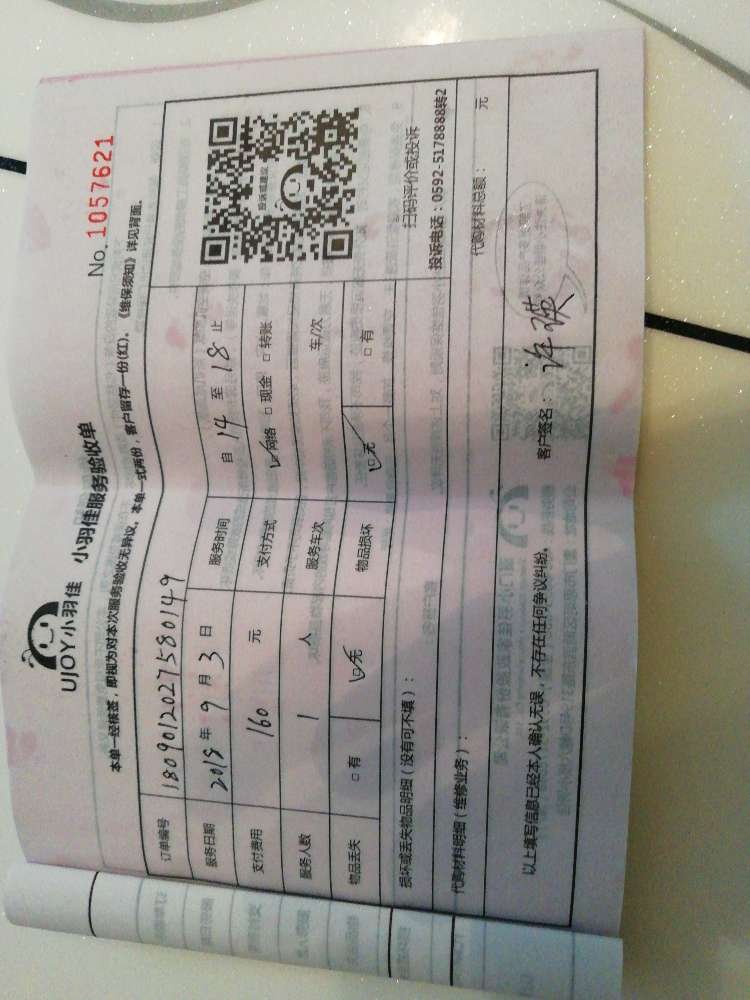 No. 1057621
UJOY小羽佳 小羽佳服务验收单
本单一经核签，即视为对本次服务验收无异议。本单一式两份，客户留存一份(红)。《维保须知》详见背面。
订单编号 1809012027580149
服务日期 2018年9月3日 服务时间 自 14 至 18 止
支付费用 160 元 支付方式 网络 现金 转账
服务人数 1 人 服务车次 车/次
物品丢失 有 无 物品损坏 无 有
投诉或建议
扫码评价或投诉
投诉电话：0592-5178888转2
损坏或丢失物品明细（没有可不填）：
代购材料明细（维修业务）： 代购材料总额： 元
以上填写信息已经本人确认无误，不存在任何争议纠纷。 客户签名：